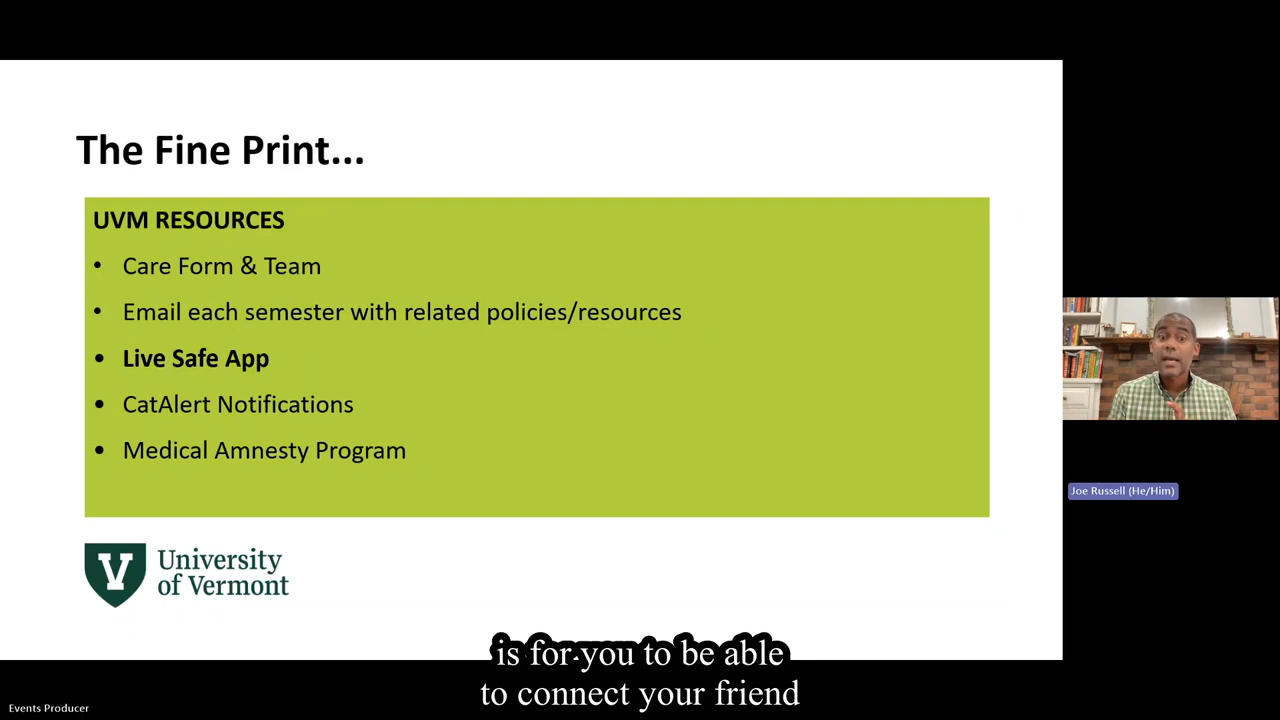 The Fine Print...
UVM RESOURCES
• Care Form & Team
• Email each semester with related policies/resources
• Live Safe App
• CatAlert Notifications
• Medical Amnesty Program
V University
of Vermont
Joe Russell (He/Him)
is for you to be able
to connect your friend
Events Producer